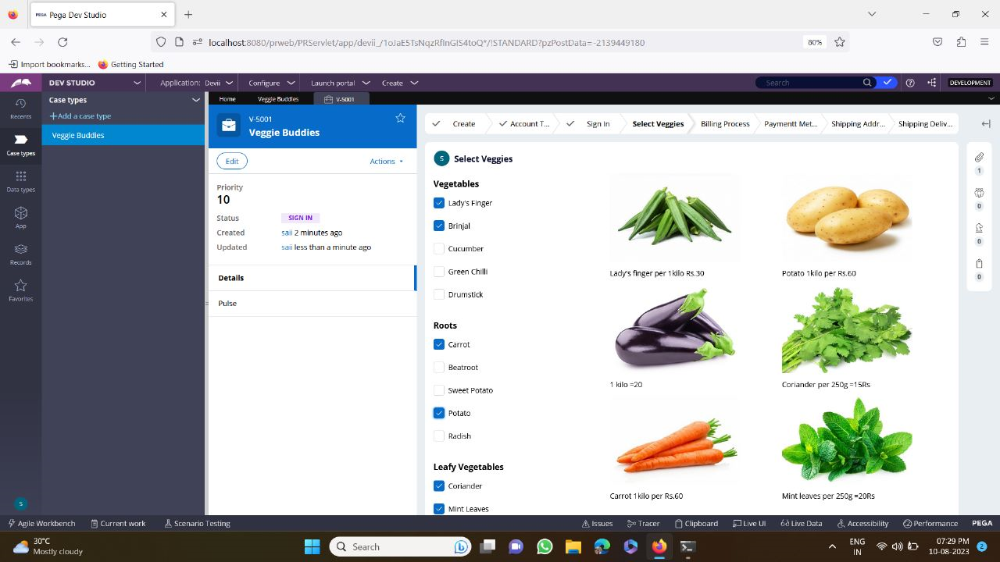 PEGA Pega Dev Studio
localhost:8080/prweb/PRServlet/app/devii_/1oJaE5TsNqzRfInGIS4toQ*/!STANDARD?pzPostData=-2139449180
80%
Import bookmarks...
Getting Started
DEV STUDIO
Application: Devii
Configure
Launch portal
Create
Search
DEVELOPMENT
Recents
Case types
Data types
App
Records
Favorites
S
Case types
+Add a case type
Veggie Buddies
Home
Veggie Buddies
V-5001
V-5001
Veggie Buddies
Edit
Actions
Priority
10
Status SIGN IN
Created saii 2 minutes ago
Updated saii less than a minute ago
Details
Pulse
Create
Account T...
Sign In
Select Veggies
Billing Process
Paymentt Met...
Shipping Addr...
Shipping Deliv...
S Select Veggies
Vegetables
Lady's Finger
Brinjal
Cucumber
Green Chilli
Drumstick
Roots
Carrot
Beatroot
Sweet Potato
Potato
Radish
Leafy Vegetables
Coriander
Mint Leaves
Lady's finger per 1kilo Rs.30
Potato 1kilo per Rs.60
1 kilo =20
Coriander per 250g =15Rs
Carrot 1kilo per Rs.60
Mint leaves per 250g =20Rs
1
0
0
0
Agile Workbench
Current work
Scenario Testing
Issues
Tracer
Clipboard
Live UI
Live Data
Accessibility
Performance
PEGA
30°C
Mostly cloudy
Search
ENG
IN
07:29 PM
10-08-2023
2